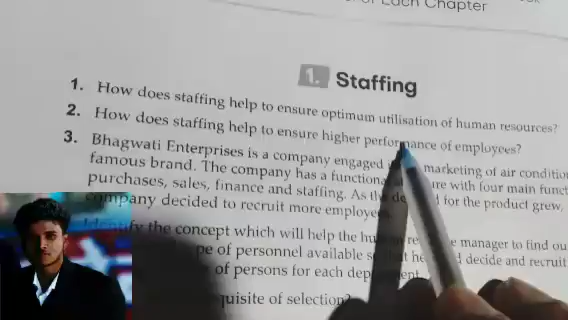 Each Chapter
1. Staffing
1. How does staffing help to ensure optimum utilisation of human resources?
2. How does staffing help to ensure higher performance of employees?
3. Bhagwati Enterprises is a company engaged marketing of air condition
famous brand. The company has a functional with four main funct
purchases, sales, finance and staffing. As the for the product grew,
company decided to recruit more employees
Identify the concept which will help the manager to find ou
of personnel available decide and recruit
of persons for each
of selection?